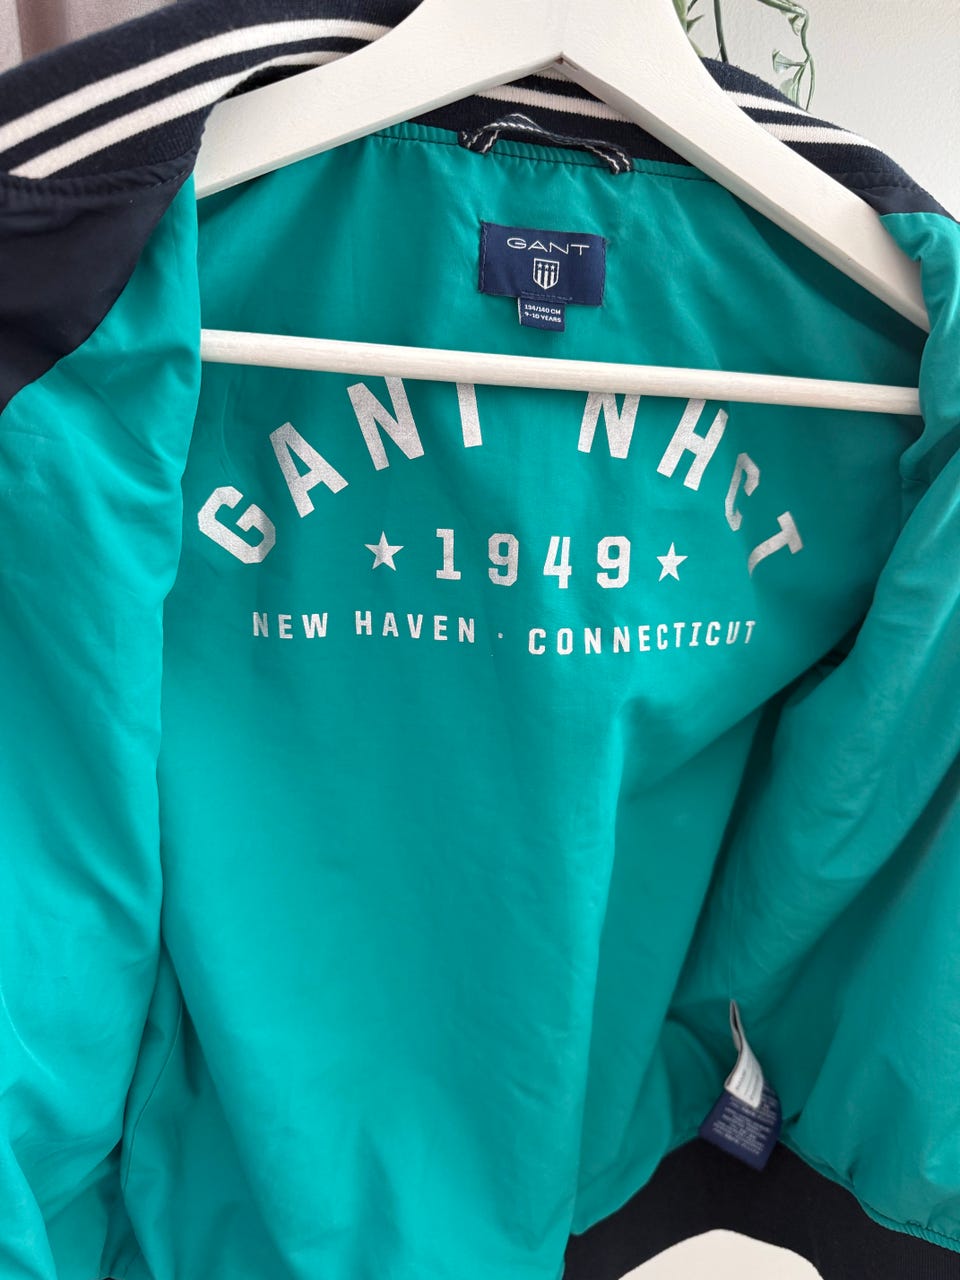 GANT
134/140 CM
9-10 YEARS
GANT NHCT
1949
NEW HAVEN · CONNECTICUT